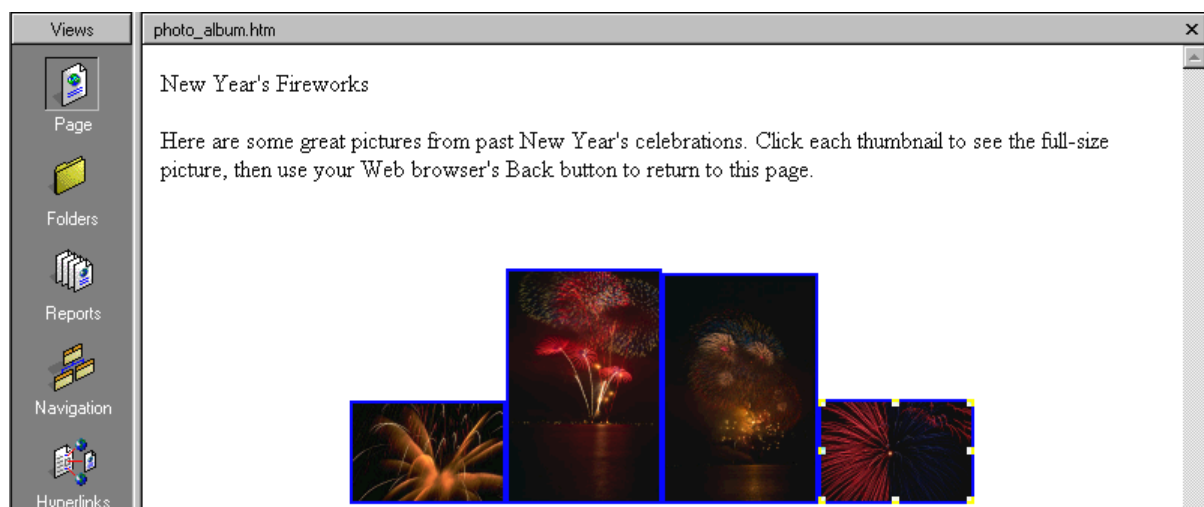 Views
photo_album.htm
Page
Folders
Reports
Navigation
Hyperlinks
New Year's Fireworks
Here are some great pictures from past New Year's celebrations. Click each thumbnail to see the full-size
picture, then use your Web browser's Back button to return to this page.